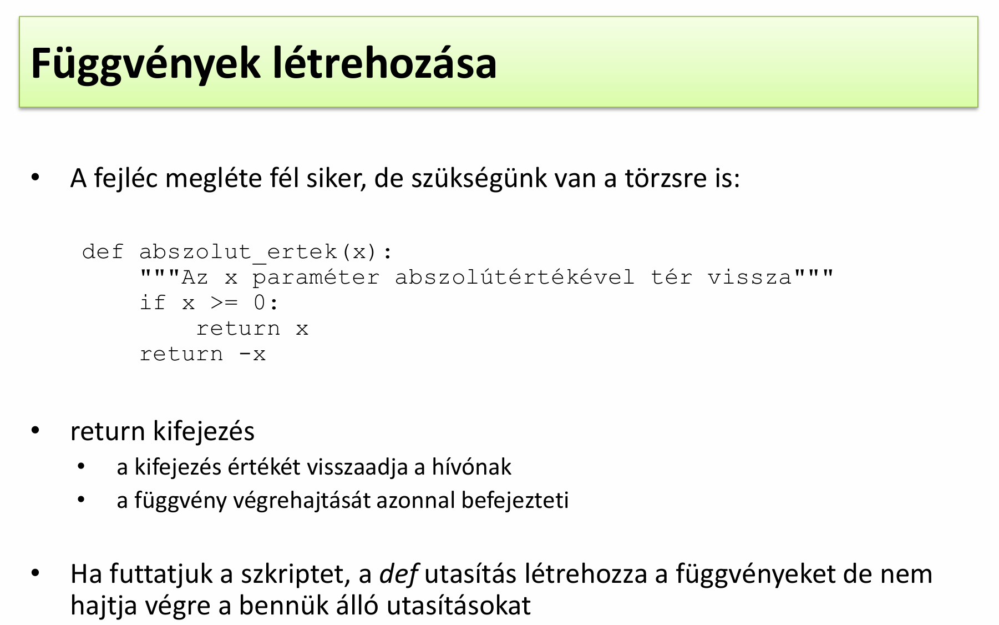 Függvények létrehozása
• A fejléc megléte fél siker, de szükségünk van a törzsre is:
def abszolut_ertek(x):
    """Az x paraméter abszolútértékével tér vissza"""
    if x >= 0:
        return x
    return -x
• return kifejezés
• a kifejezés értékét visszaadja a hívónak
• a függvény végrehajtását azonnal befejezteti
• Ha futtatjuk a szkriptet, a def utasítás létrehozza a függvényeket de nem
hajtja végre a bennük álló utasításokat